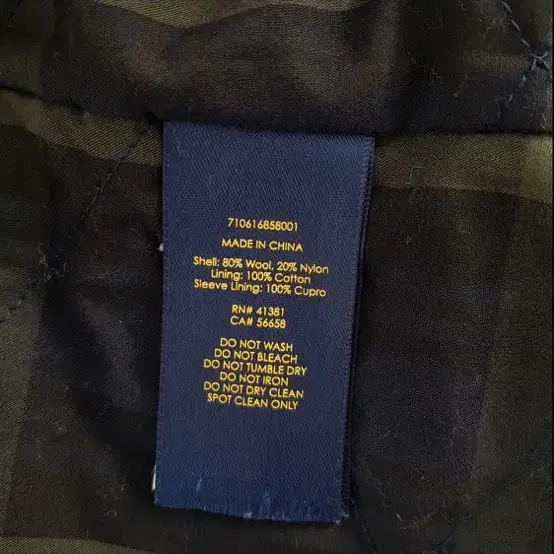 710616858001
MADE IN CHINA
Shell: 80% Wool, 20% Nylon
Lining: 100% Cotton
Sleeve Lining: 100% Cupro
RN# 41381
CA# 56658
DO NOT WASH
DO NOT BLEACH
DO NOT TUMBLE DRY
DO NOT IRON
DO NOT DRY CLEAN
SPOT CLEAN ONLY